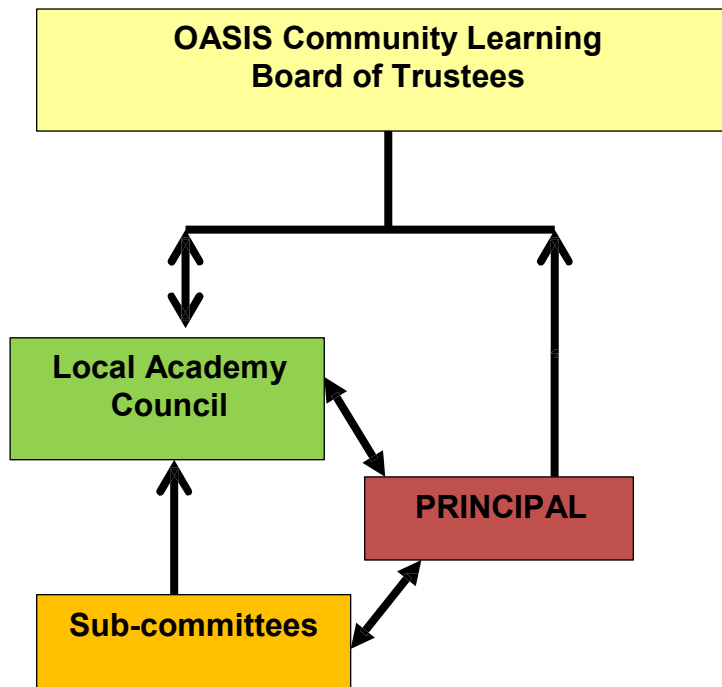 OASIS Community Learning
Board of Trustees
Local Academy
Council
PRINCIPAL
Sub-committees